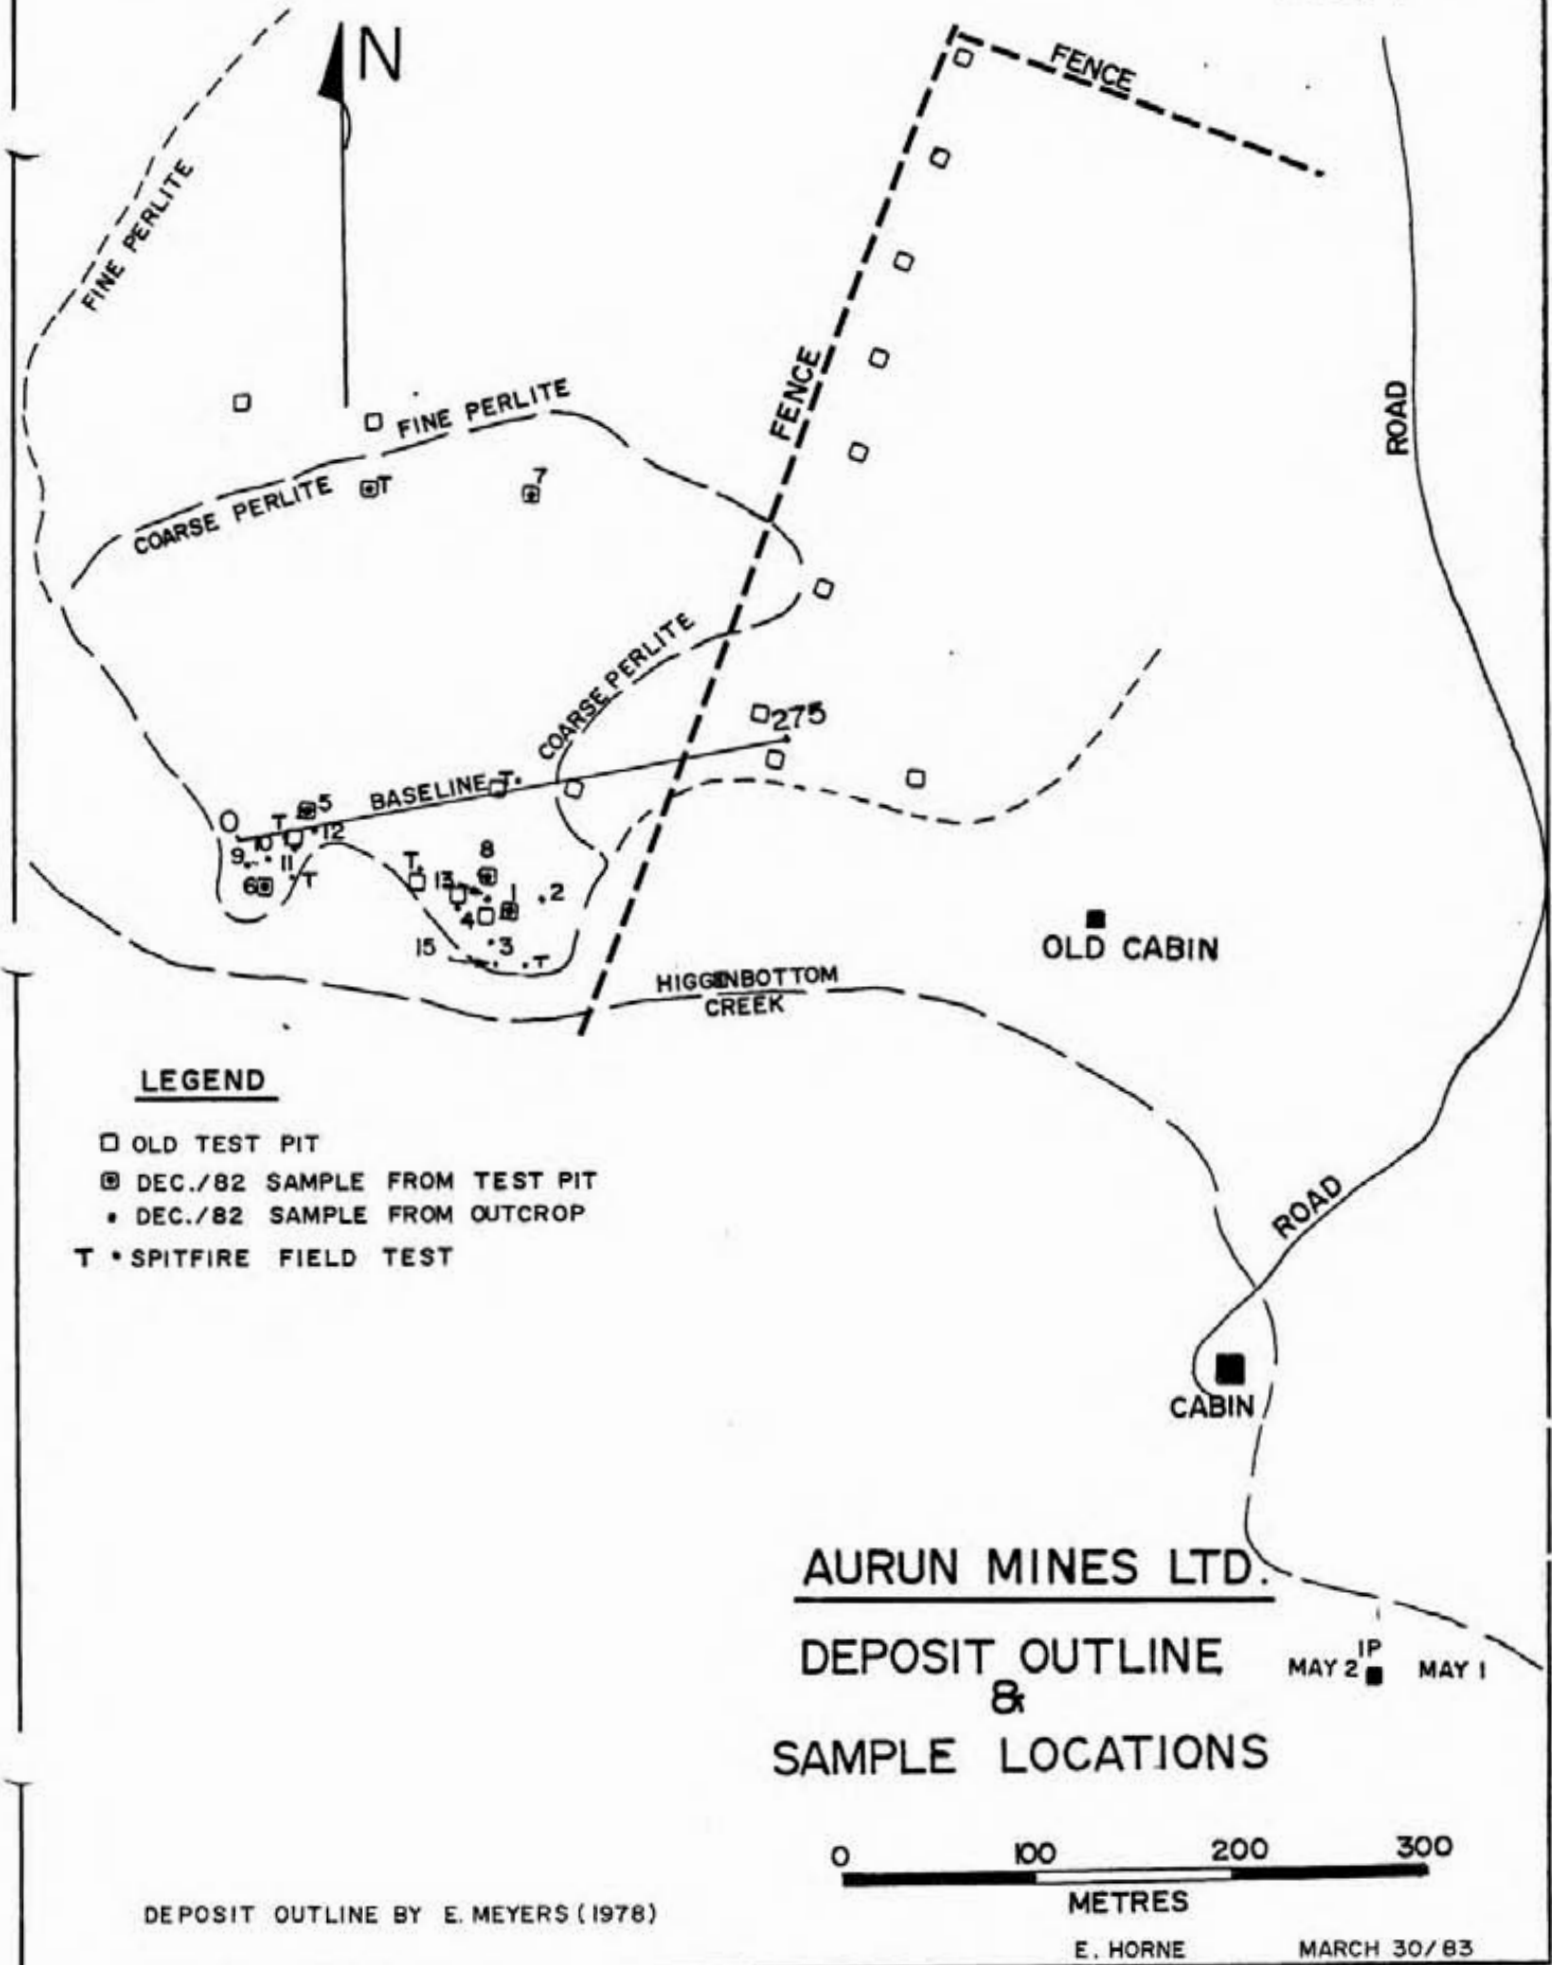 N
FENCE
FINE PERLITE
FENCE
ROAD
FINE PERLITE
COARSE PERLITE
T
7
COARSE PERLITE
275
BASELINE
T
O
T
5
12
10
9
11
6
T
T
13
8
1
2
4
15
3
T
HIGGINBOTTOM
CREEK
OLD CABIN
LEGEND
OLD TEST PIT
DEC./82 SAMPLE FROM TEST PIT
DEC./82 SAMPLE FROM OUTCROP
T • SPITFIRE FIELD TEST
ROAD
CABIN
AURUN MINES LTD.
DEPOSIT OUTLINE
&
SAMPLE LOCATIONS
IP
MAY 2 MAY 1
0 100 200 300
METRES
DEPOSIT OUTLINE BY E. MEYERS (1978)
E. HORNE MARCH 30/83